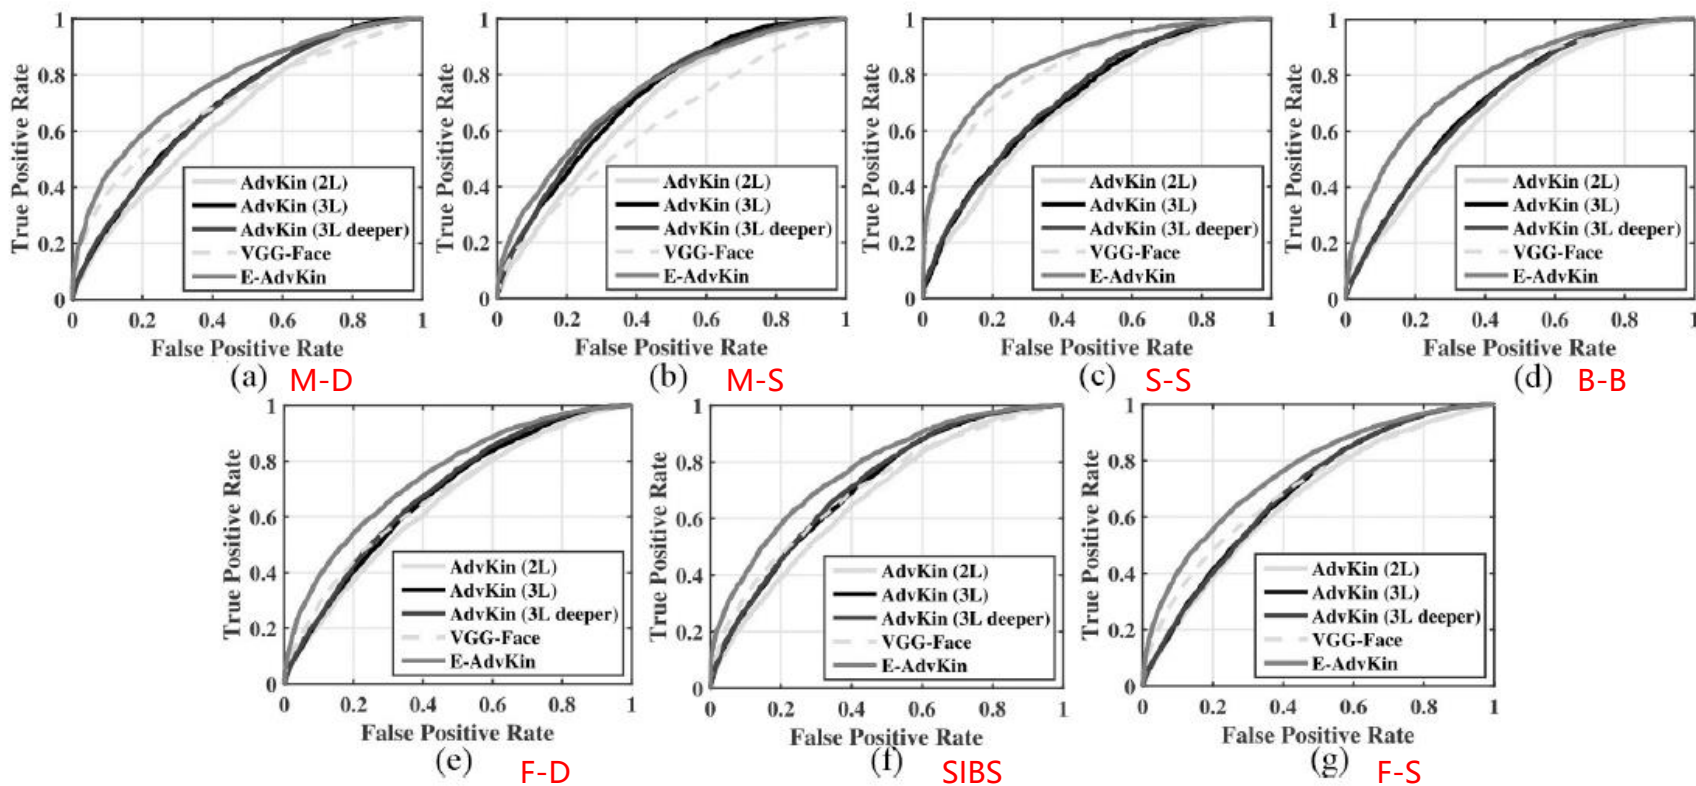 True Positive Rate
1
0.8
0.6
0.4
0.2
0
AdvKin (2L)
AdvKin (3L)
AdvKin (3L deeper)
VGG-Face
E-AdvKin
0 0.2 0.4 0.6 0.8 1
False Positive Rate
(a) M-D
True Positive Rate
1
0.8
0.6
0.4
0.2
0
AdvKin (2L)
AdvKin (3L)
AdvKin (3L deeper)
VGG-Face
E-AdvKin
0 0.2 0.4 0.6 0.8 1
False Positive Rate
(b) M-S
True Positive Rate
1
0.8
0.6
0.4
0.2
0
AdvKin (2L)
AdvKin (3L)
AdvKin (3L deeper)
VGG-Face
E-AdvKin
0 0.2 0.4 0.6 0.8 1
False Positive Rate
(c) S-S
True Positive Rate
1
0.8
0.6
0.4
0.2
0
AdvKin (2L)
AdvKin (3L)
AdvKin (3L deeper)
VGG-Face
E-AdvKin
0 0.2 0.4 0.6 0.8 1
False Positive Rate
(d) B-B
True Positive Rate
1
0.8
0.6
0.4
0.2
0
AdvKin (2L)
AdvKin (3L)
AdvKin (3L deeper)
VGG-Face
E-AdvKin
0 0.2 0.4 0.6 0.8 1
False Positive Rate
(e) F-D
True Positive Rate
1
0.8
0.6
0.4
0.2
0
AdvKin (2L)
AdvKin (3L)
AdvKin (3L deeper)
VGG-Face
E-AdvKin
0 0.2 0.4 0.6 0.8 1
False Positive Rate
(f) SIBS
True Positive Rate
1
0.8
0.6
0.4
0.2
0
AdvKin (2L)
AdvKin (3L)
AdvKin (3L deeper)
VGG-Face
E-AdvKin
0 0.2 0.4 0.6 0.8 1
False Positive Rate
(g) F-S